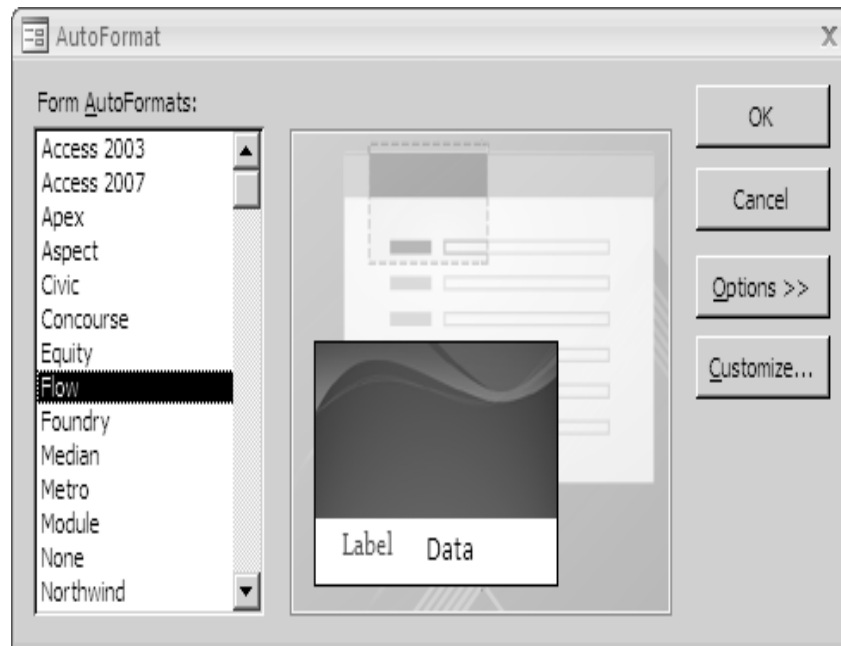 AutoFormat
X
Form AutoFormats:
Access 2003
Access 2007
Apex
Aspect
Civic
Concourse
Equity
Flow
Foundry
Median
Metro
Module
None
Northwind
Label Data
OK
Cancel
Options >>
Customize...